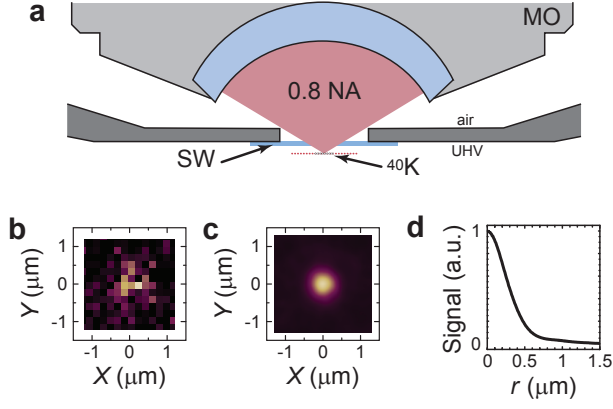 a
MO
0.8 NA
air
SW
UHV
⁴⁰K
b
c
d
Y (μm)
1
0
-1
-1 0 1
X (μm)
Y (μm)
1
0
-1
-1 0 1
X (μm)
Signal (a.u.)
1
0
0 0.5 1.0 1.5
r (μm)